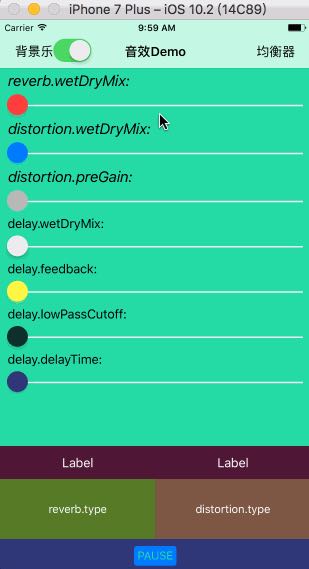 iPhone 7 Plus – iOS 10.2 (14C89)
Carrier 9:59 AM
背景乐 音效Demo 均衡器
reverb.wetDryMix:
distortion.wetDryMix:
distortion.preGain:
delay.wetDryMix:
delay.feedback:
delay.lowPassCutoff:
delay.delayTime:
Label Label
reverb.type distortion.type
PAUSE